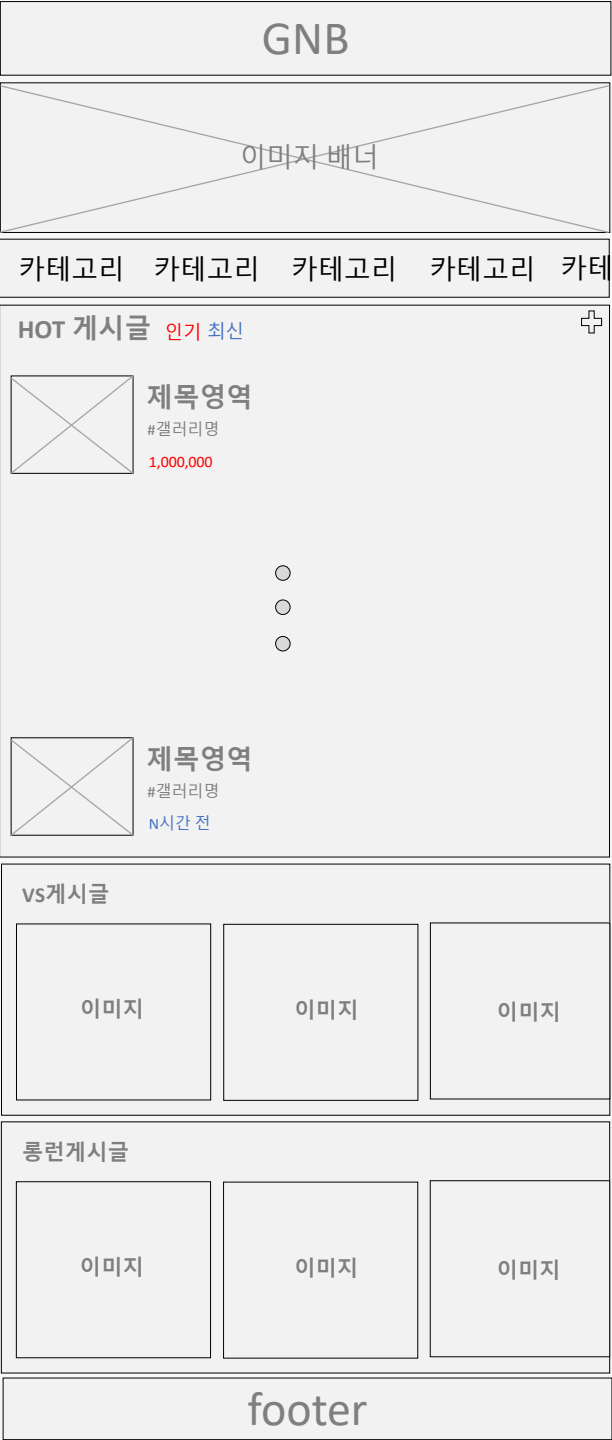 GNB
이미지 배너
카테고리 카테고리 카테고리 카테고리 카테
HOT 게시글 인기 최신
제목영역
#갤러리명
1,000,000
제목영역
#갤러리명
N시간 전
vs게시글
이미지 이미지 이미지
롱런게시글
이미지 이미지 이미지
footer